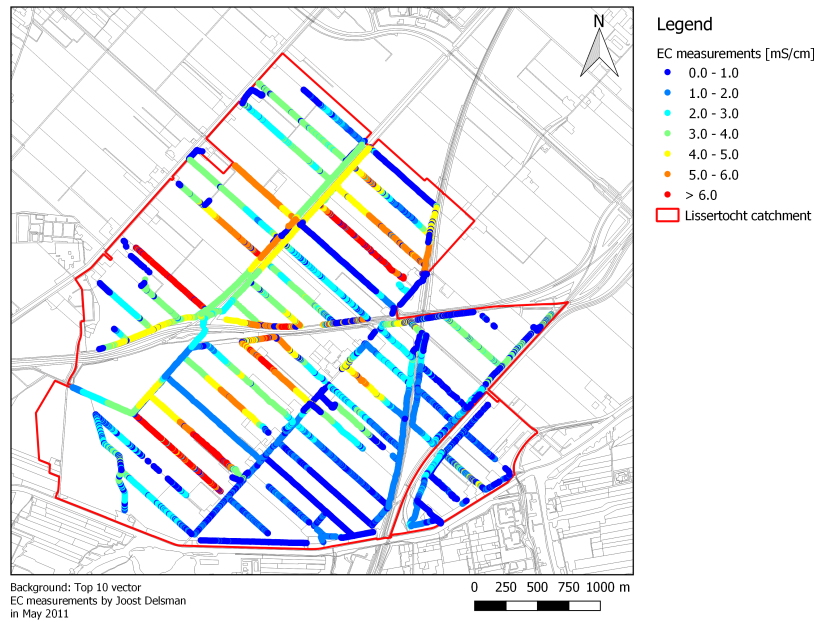 N
Legend
EC measurements [mS/cm]
0.0 - 1.0
1.0 - 2.0
2.0 - 3.0
3.0 - 4.0
4.0 - 5.0
5.0 - 6.0
> 6.0
Lissertocht catchment
Background: Top 10 vector
EC measurements by Joost Delsman
in May 2011
0 250 500 750 1000 m